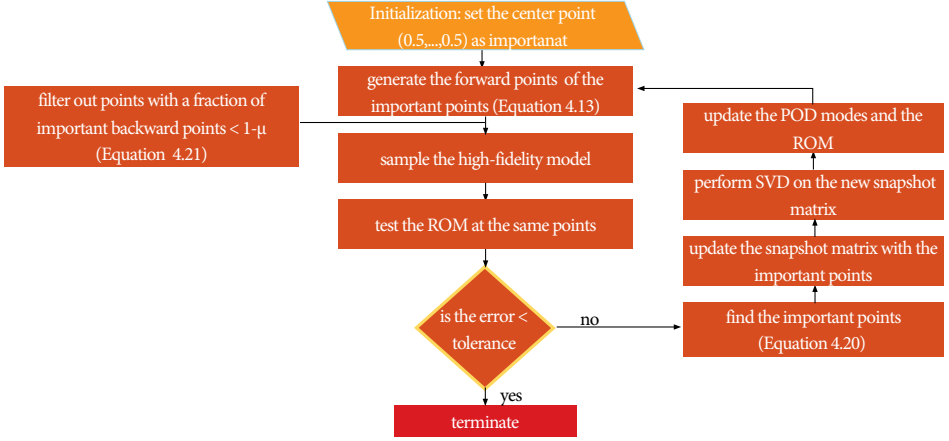 Initialization: set the center point
(0.5,...,0.5) as importanat
generate the forward points of the
important points (Equation 4.13)
filter out points with a fraction of
important backward points < 1-μ
(Equation 4.21)
sample the high-fidelity model
test the ROM at the same points
is the error <
tolerance
no
yes
terminate
find the important points
(Equation 4.20)
update the snapshot matrix with the
important points
perform SVD on the new snapshot
matrix
update the POD modes and the
ROM